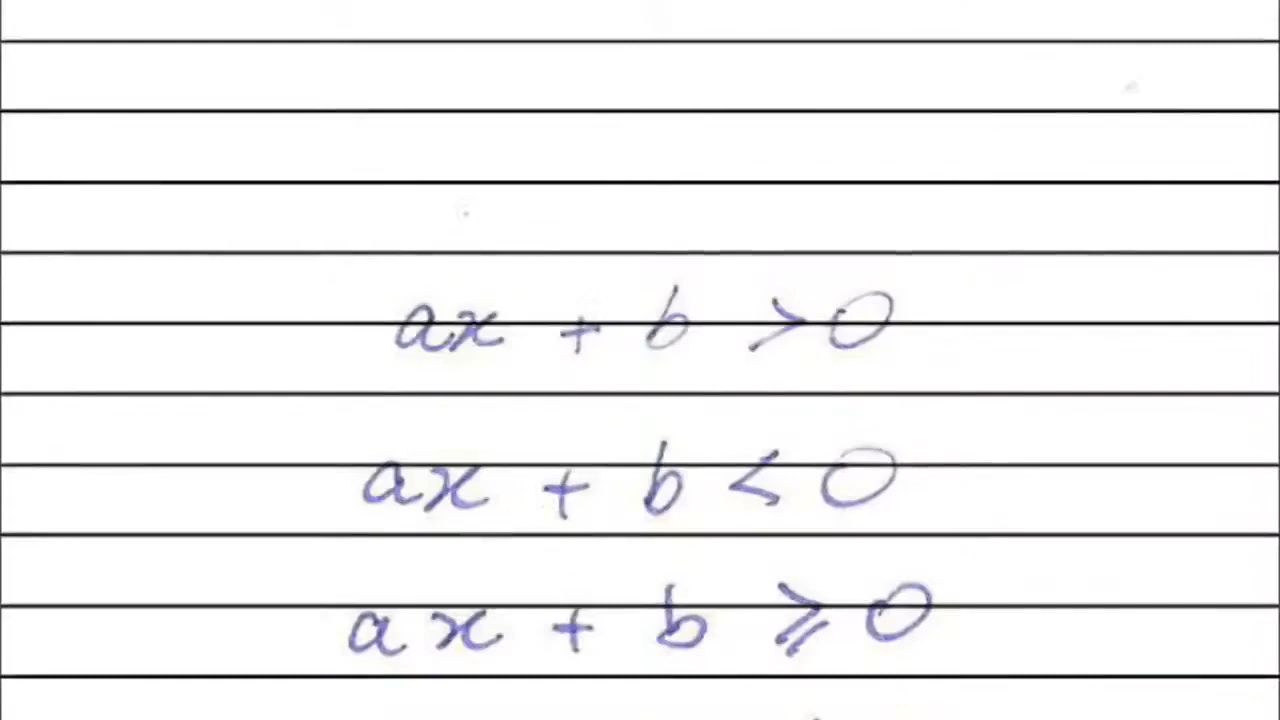 ax + b > 0
ax + b < 0
ax + b ⩾ 0